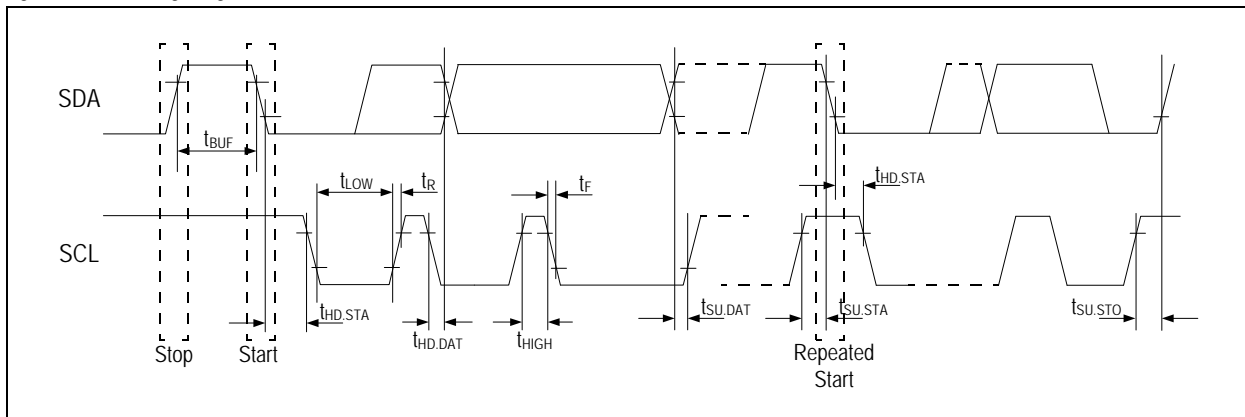 SDA
tBUF
tLOW
tR
tF
tHD.STA
SCL
tHD.STA
tHD.DAT
tHIGH
tSU.DAT
tSU.STA
tSU.STO
Stop
Start
Repeated
Start